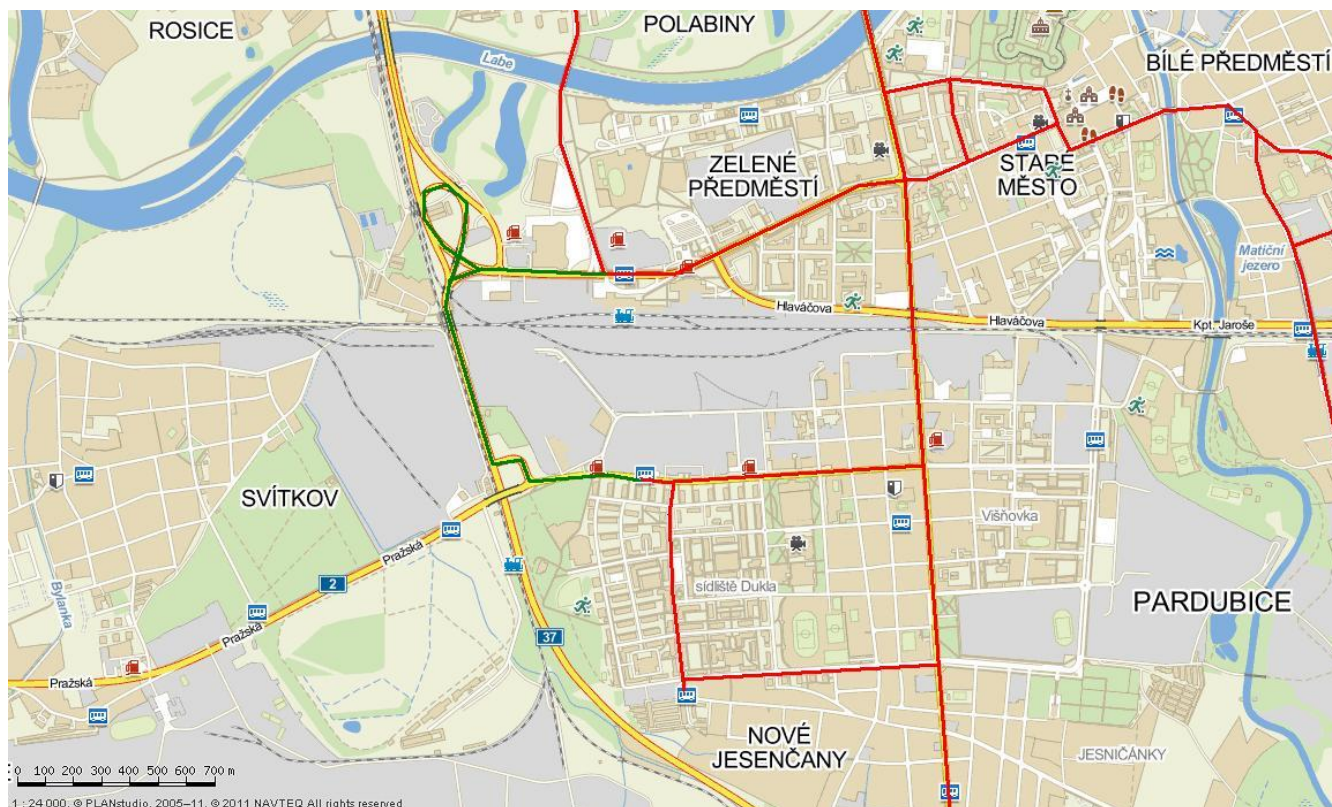 ROSICE
POLABINY
BÍLÉ PŘEDMĚSTÍ
Labe
ZELENÉ
PŘEDMĚSTÍ
STARÉ
MĚSTO
Matiční
jezero
Hlaváčova
Hlaváčova
Kpt. Jaroše
SVÍTKOV
Višňovka
Pražská
sídliště Dukla
2
Bylanka
PARDUBICE
Pražská
37
Pražská
NOVÉ
JESENČANY
JESNIČÁNKY
0 100 200 300 400 500 600 700 m
1 : 24 000, © PLANstudio, 2005–11, © 2011 NAVTEQ All rights reserved